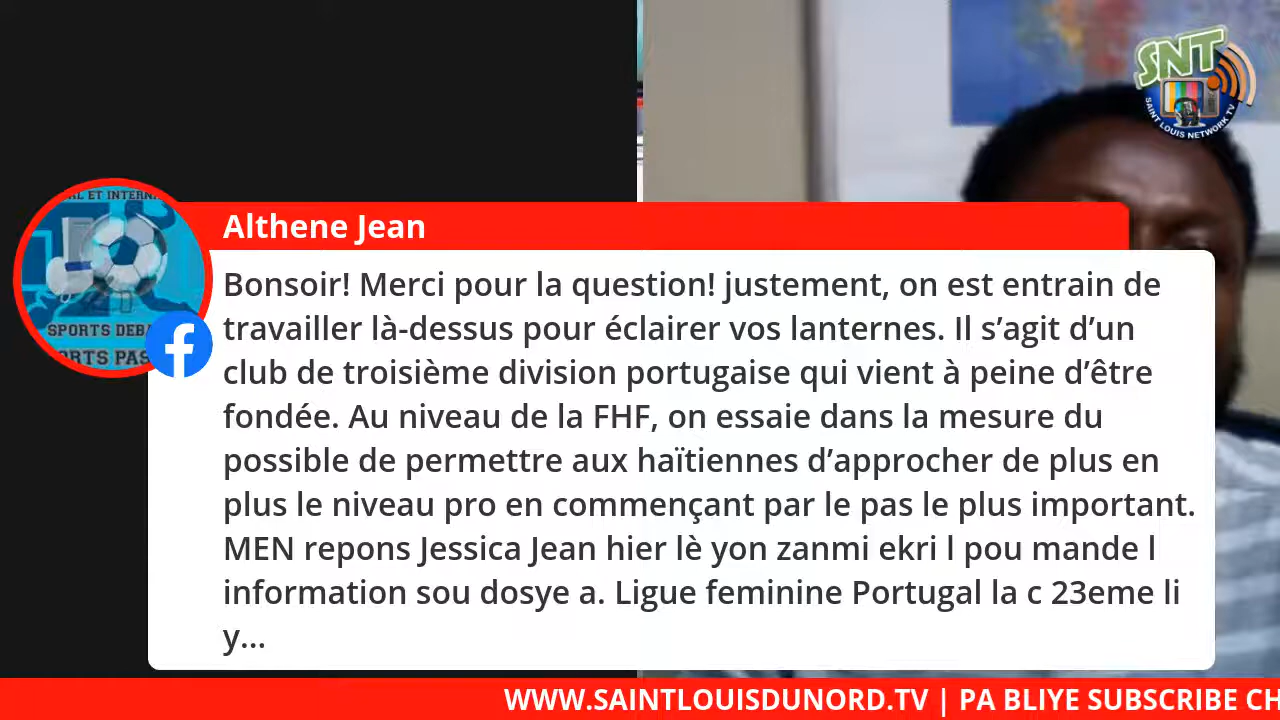 SNT
SAINT LOUIS NETWORK TV
Althene Jean
Bonsoir! Merci pour la question! justement, on est entrain de
travailler là-dessus pour éclairer vos lanternes. Il s’agit d’un
club de troisième division portugaise qui vient à peine d’être
fondée. Au niveau de la FHF, on essaie dans la mesure du
possible de permettre aux haïtiennes d’approcher de plus en
plus le niveau pro en commençant par le pas le plus important.
MEN repons Jessica Jean hier lè yon zanmi ekri l pou mande l
information sou dosye a. Ligue feminine Portugal la c 23eme li
y...
ET INTERNA
SPORTS DEBA
RTS PAS
WWW.SAINTLOUISDUNORD.TV | PA BLIYE SUBSCRIBE CH